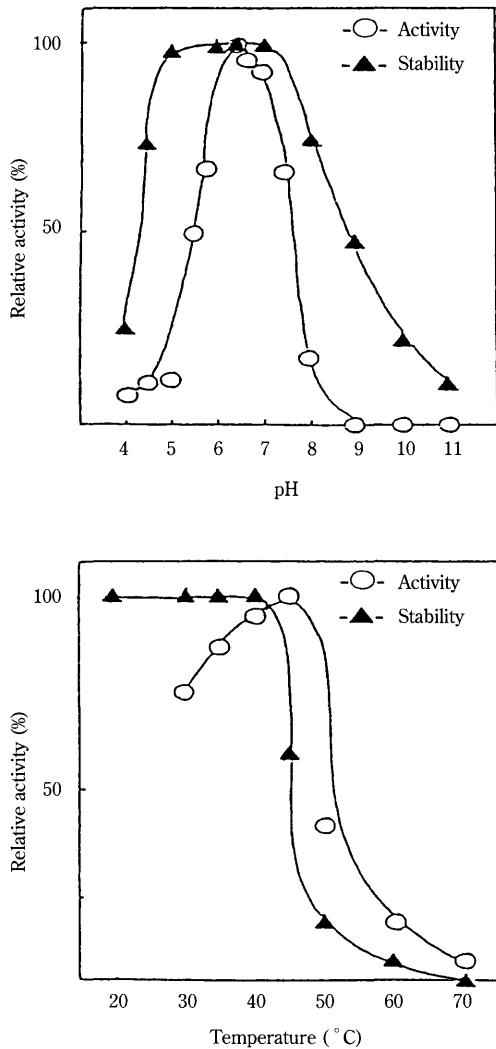 100
50
Relative activity (%)
Activity
Stability
4 5 6 7 8 9 10 11
pH
100
50
Relative activity (%)
Activity
Stability
20 30 40 50 60 70
Temperature (°C)